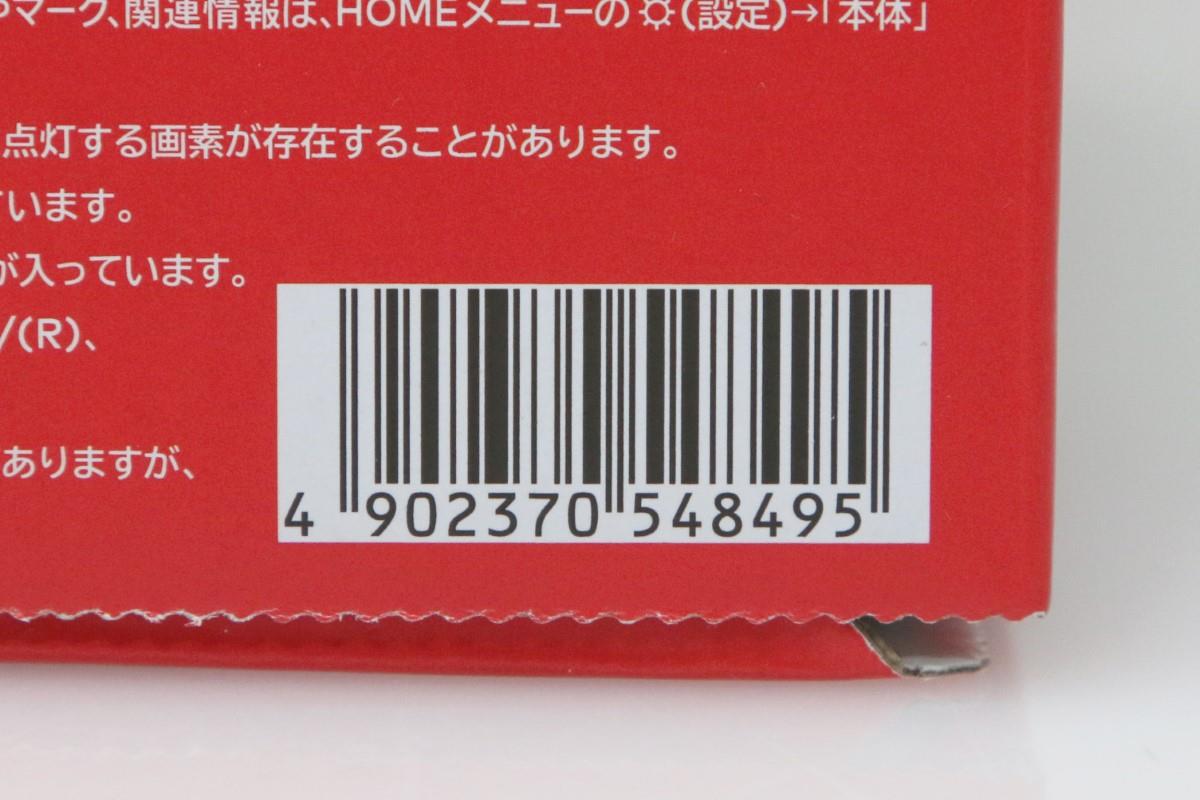 マーク、関連情報は、HOMEメニューの(設定)→「本体」
点灯する画素が存在することがあります。
います。
が入っています。
/(R)、
ありますが、
4 902370 548495